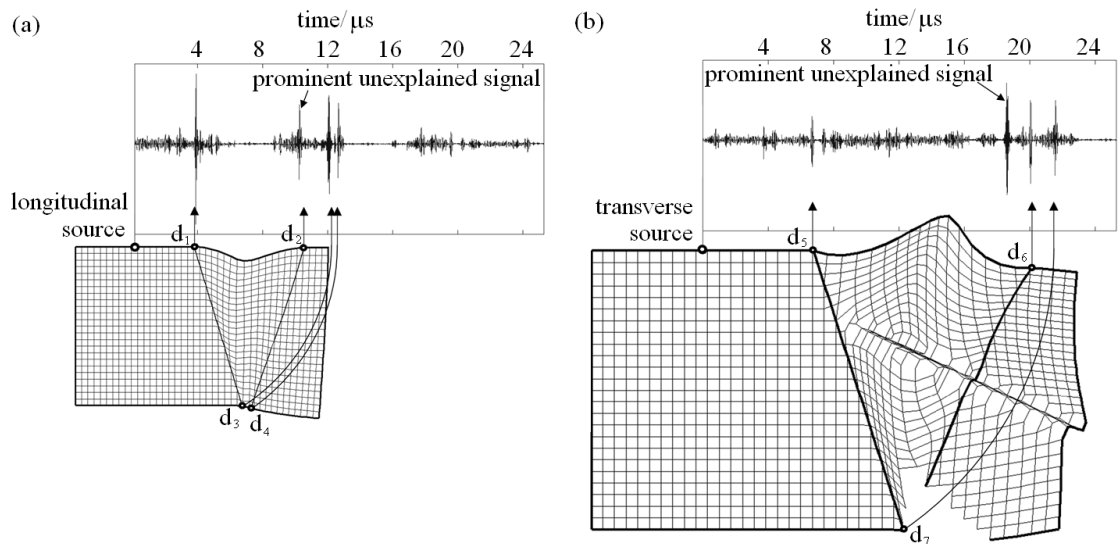 (a)
time/μs
4 8 12 16 20 24
prominent unexplained signal
longitudinal
source
d1
d2
d3
d4
(b)
time/μs
4 8 12 16 20 24
prominent unexplained
signal
transverse
source
d5
d6
d7